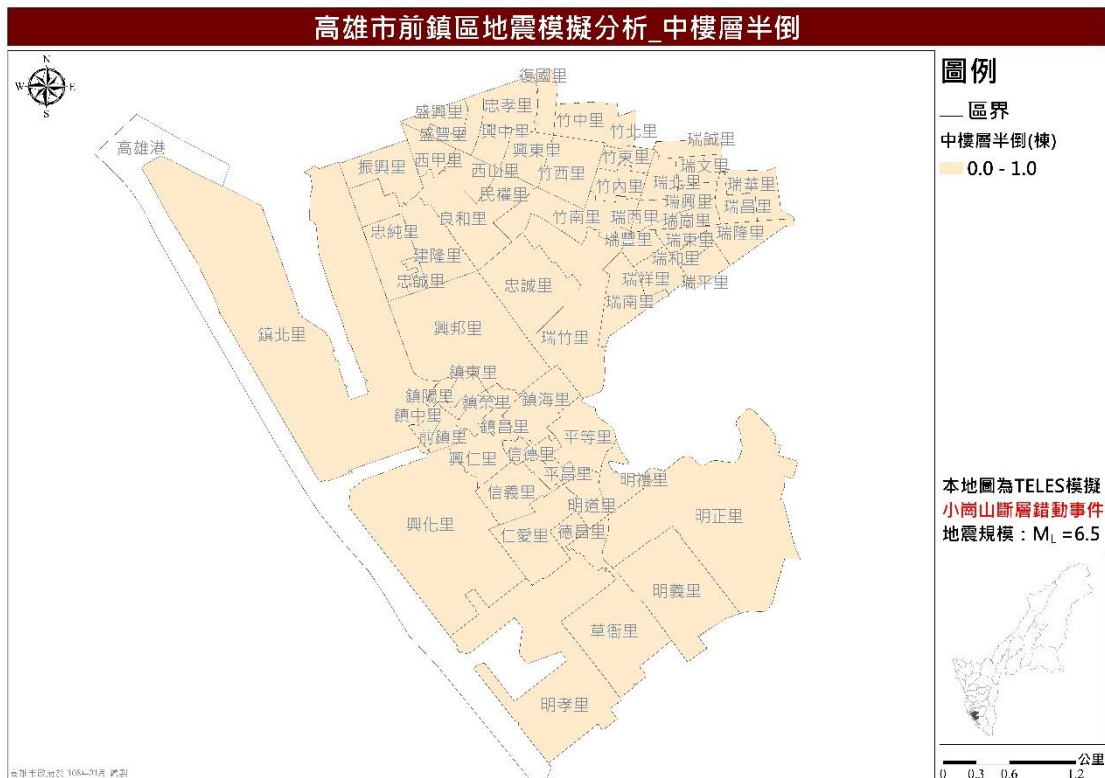 高雄市前鎮區地震模擬分析_中樓層半倒
N
W
E
S
圖例
區界
中樓層半倒(棟)
0.0 - 1.0
復國里
盛興里
忠孝里
竹中里
竹北里
瑞誠里
高雄港
盛豐里
興中里
興東里
竹東里
瑞文里
振興里
西甲里
西山里
竹西里
竹內里
瑞北里
瑞華里
民權里
瑞興里
瑞昌里
忠純里
良和里
竹南里
瑞西里
瑞崗里
瑞隆里
瑞豐里
瑞東里
建隆里
瑞和里
忠誠里
忠誠里
瑞祥里
瑞平里
瑞南里
鎮北里
興邦里
瑞竹里
鎮東里
鎮陽里
鎮榮里
鎮海里
鎮中里
鎮昌里
前鎮里
平等里
興仁里
信德里
平昌里
明禮里
信義里
明道里
明正里
興化里
仁愛里
德昌里
明義里
草衙里
明孝里
本地圖為TELES模擬
小崗山斷層錯動事件
地震規模：ML =6.5
公里
0 0.3 0.6 1.2